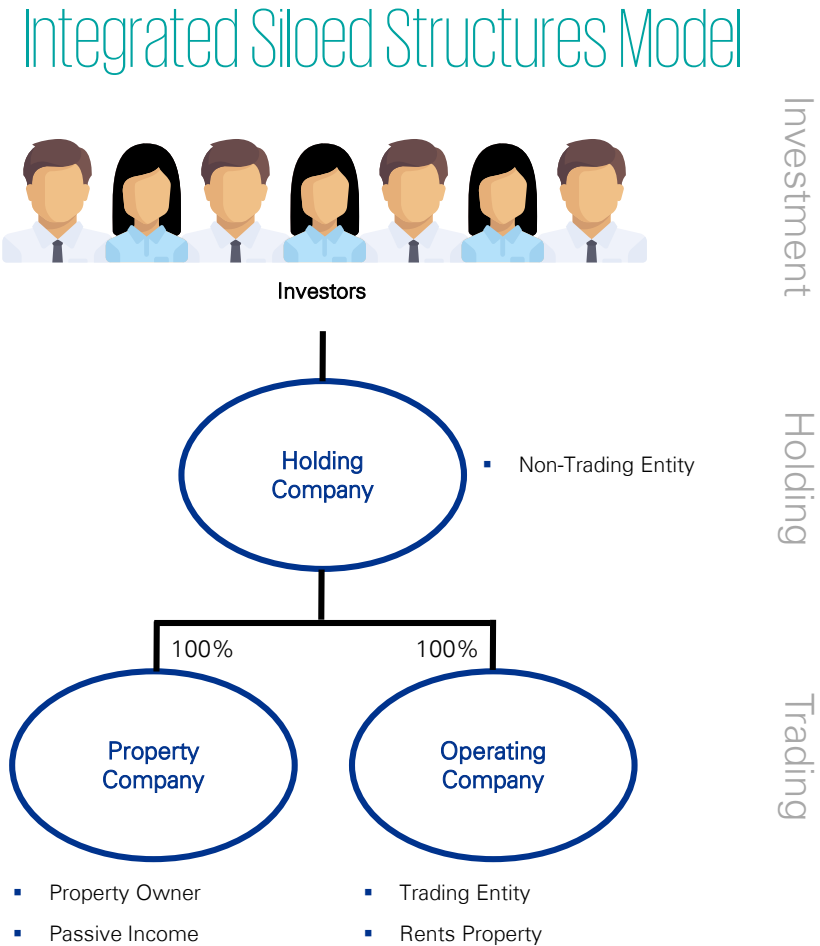 Integrated Siloed Structures Model
Investment
Investors
Holding
Company
▪ Non-Trading Entity
Holding
100%
100%
Property
Company
Operating
Company
Trading
▪ Property Owner
▪ Passive Income
▪ Trading Entity
▪ Rents Property